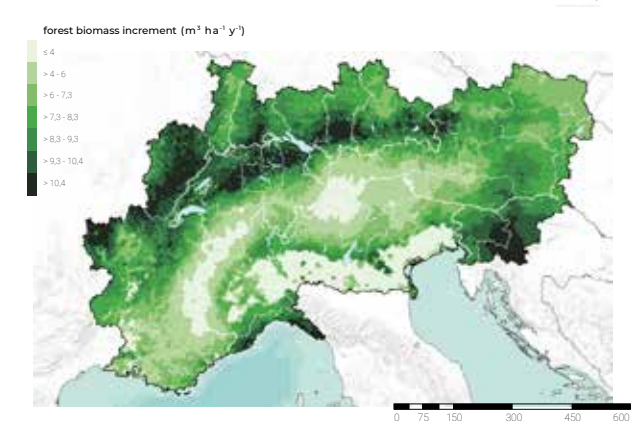 forest biomass increment (m³ ha⁻¹ y⁻¹)
≤ 4
> 4 - 6
> 6 - 7,3
> 7,3 - 8,3
> 8,3 - 9,3
> 9,3 - 10,4
> 10,4
0 75 150 300 450 600